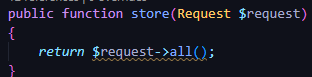 public function store(Request $request)
{
return $request->all();
}